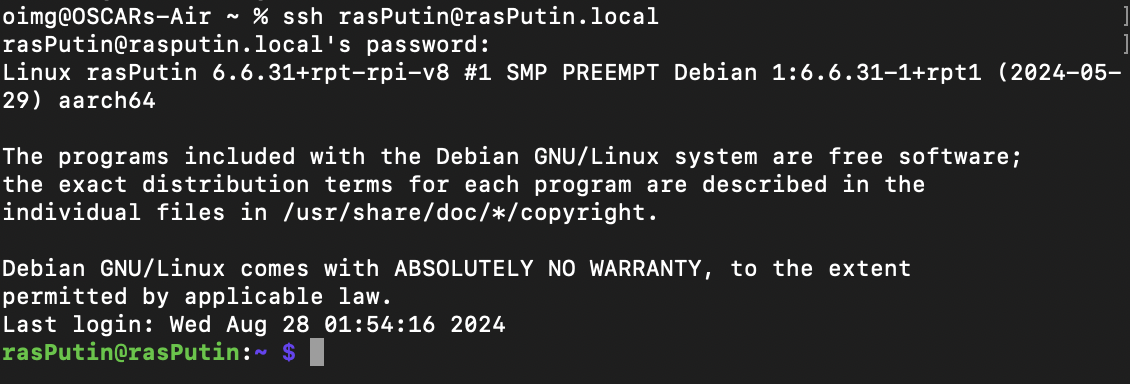 oimg@OSCARs-Air ~ % ssh rasPutin@rasPutin.local ]
rasPutin@rasputin.local's password: ]
Linux rasPutin 6.6.31+rpt-rpi-v8 #1 SMP PREEMPT Debian 1:6.6.31-1+rpt1 (2024-05-
29) aarch64

The programs included with the Debian GNU/Linux system are free software;
the exact distribution terms for each program are described in the
individual files in /usr/share/doc/*/copyright.

Debian GNU/Linux comes with ABSOLUTELY NO WARRANTY, to the extent
permitted by applicable law.
Last login: Wed Aug 28 01:54:16 2024
rasPutin@rasPutin:~ $